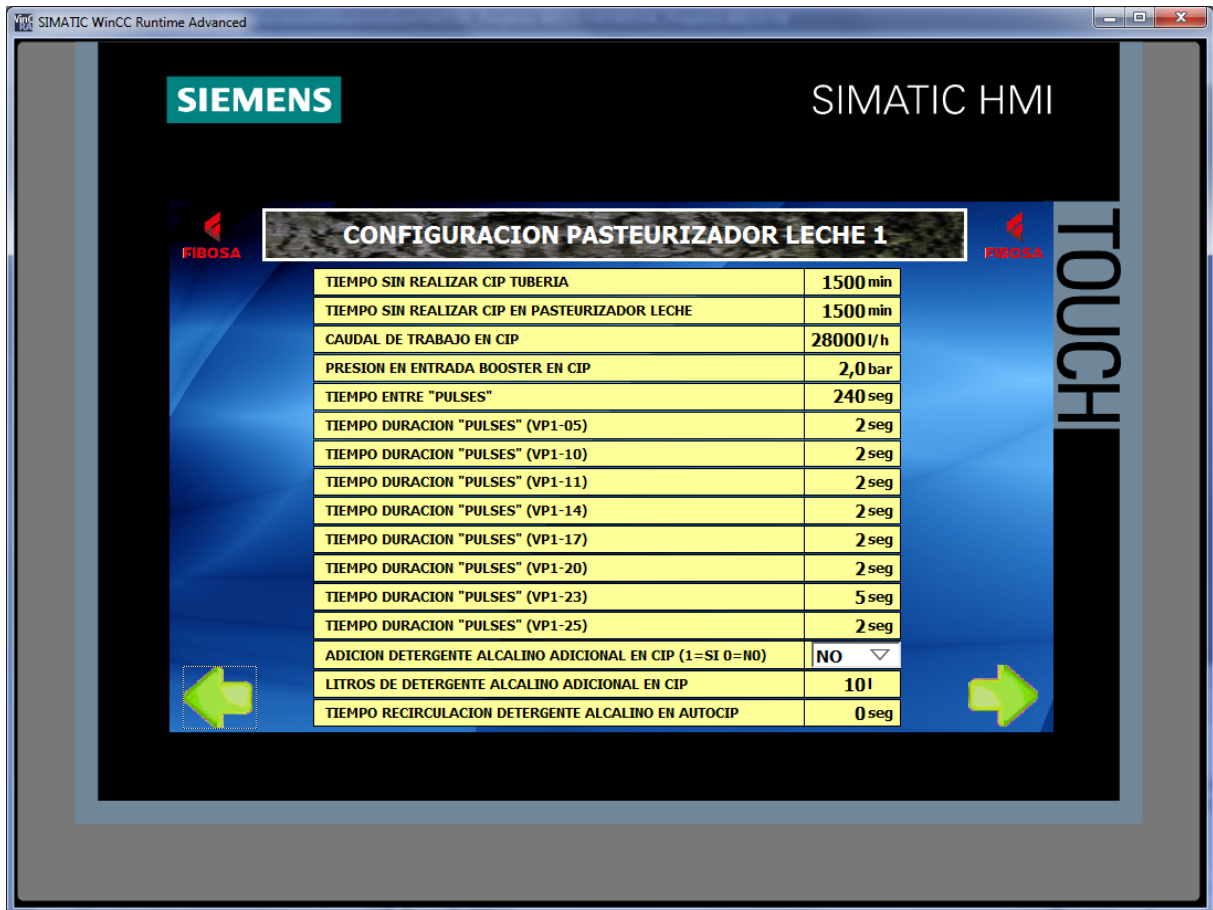 SIMATIC WinCC Runtime Advanced
SIEMENS
SIMATIC HMI
TOUCH
FIBOSA
CONFIGURACION PASTEURIZADOR LECHE 1
FIBOSA
TIEMPO SIN REALIZAR CIP TUBERIA 1500 min
TIEMPO SIN REALIZAR CIP EN PASTEURIZADOR LECHE 1500 min
CAUDAL DE TRABAJO EN CIP 28000 l/h
PRESION EN ENTRADA BOOSTER EN CIP 2,0 bar
TIEMPO ENTRE "PULSES" 240 seg
TIEMPO DURACION "PULSES" (VP1-05) 2 seg
TIEMPO DURACION "PULSES" (VP1-10) 2 seg
TIEMPO DURACION "PULSES" (VP1-11) 2 seg
TIEMPO DURACION "PULSES" (VP1-14) 2 seg
TIEMPO DURACION "PULSES" (VP1-17) 2 seg
TIEMPO DURACION "PULSES" (VP1-20) 2 seg
TIEMPO DURACION "PULSES" (VP1-23) 5 seg
TIEMPO DURACION "PULSES" (VP1-25) 2 seg
ADICION DETERGENTE ALCALINO ADICIONAL EN CIP (1=SI 0=N0) NO
LITROS DE DETERGENTE ALCALINO ADICIONAL EN CIP 10 l
TIEMPO RECIRCULACION DETERGENTE ALCALINO EN AUTOCIP 0 seg